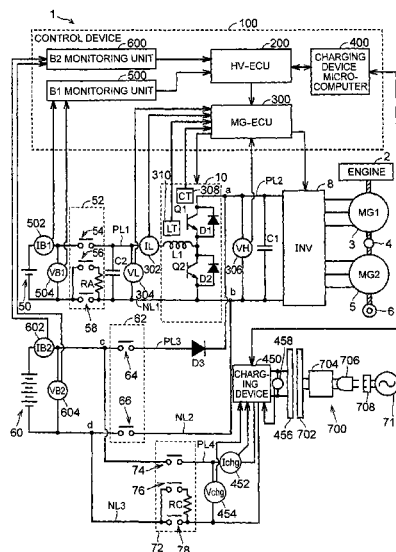 1
100
CONTROL DEVICE
600
B2 MONITORING UNIT
500
B1 MONITORING UNIT
200
HV-ECU
300
MG-ECU
400
CHARGING DEVICE MICRO-COMPUTER
310
CT
308
10
a
PL2
8
2
ENGINE
502
52
54
56
PL1
IL
302
LT
Q1
D1
L1
Q2
D2
VH
306
C1
INV
MG1
3
4
MG2
5
6
IB1
VB1
504
RA
C2
VL
304
NL1
b
50
58
602
IB2
VB2
604
60
c
62
64
PL3
D3
66
NL2
d
450
CHARG-ING DEVICE
458
704
706
456
702
708
700
71
74
PL4
76
RC
Ichg
452
Vchg
454
NL3
72
78